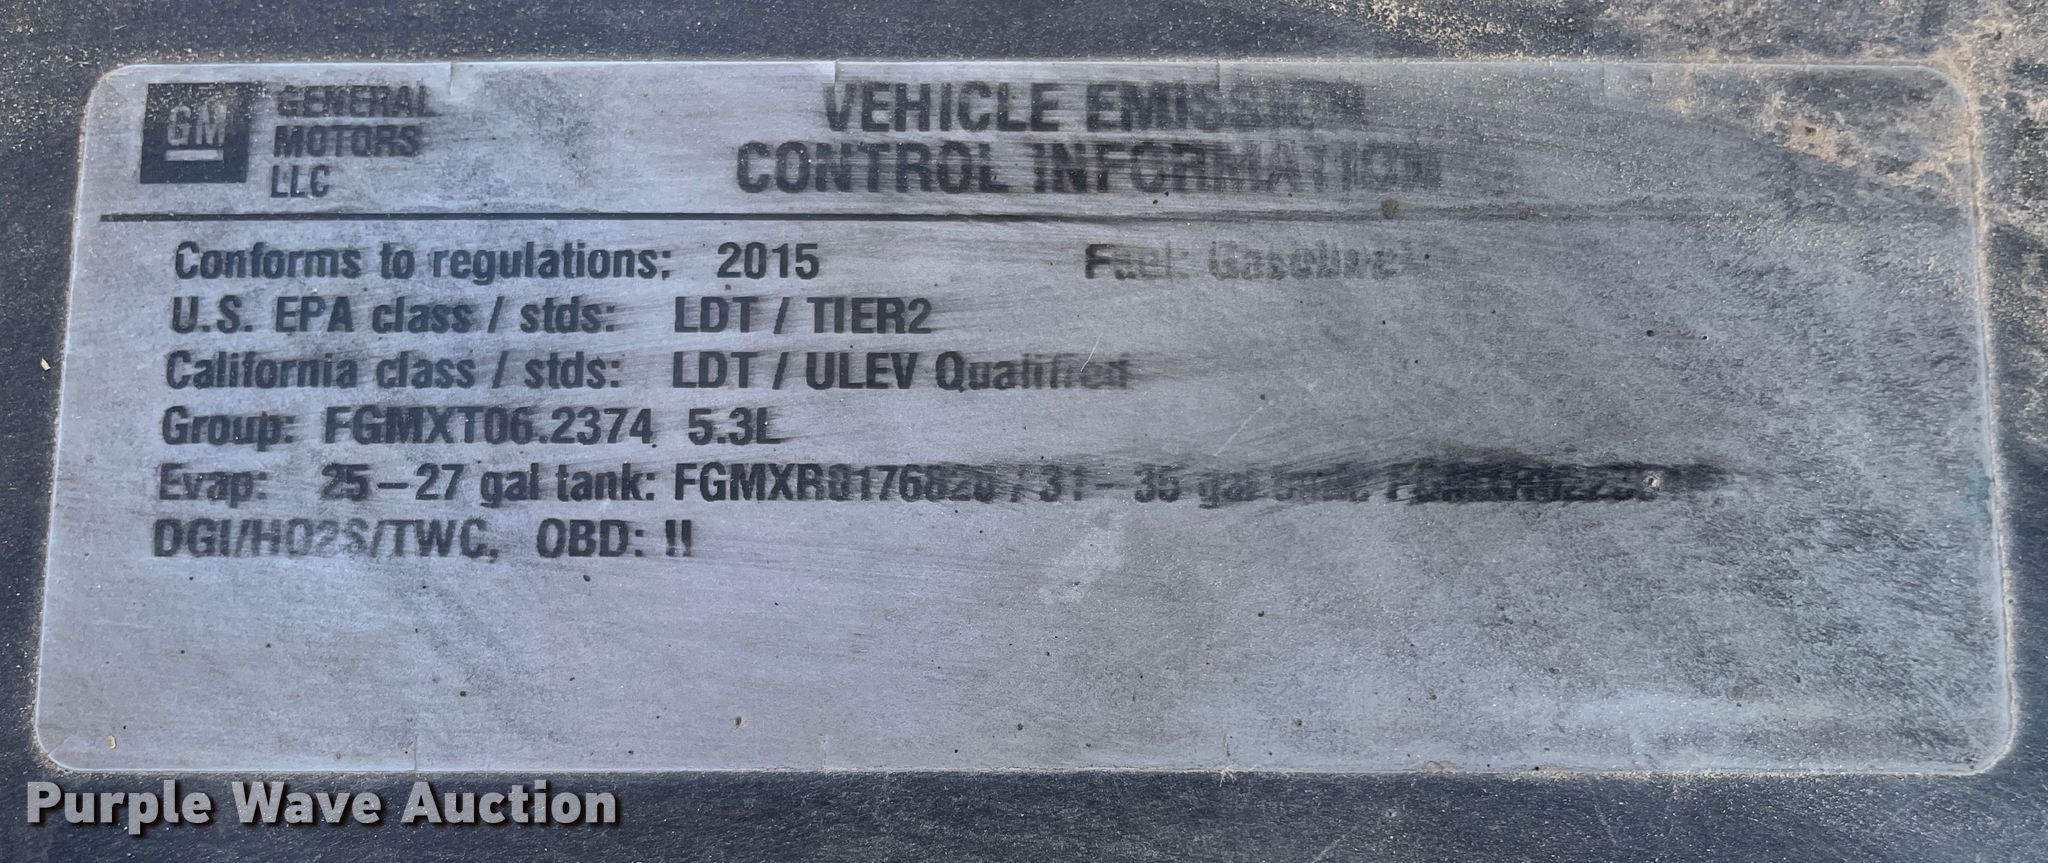 GM GENERAL MOTORS LLC
VEHICLE EMISSION
CONTROL INFORMATION
Conforms to regulations: 2015 Fuel: Gasoline
U.S. EPA class / stds: LDT / TIER2
California class / stds: LDT / ULEV Qualified
Group: FGMXT06.2374 5.3L
Evap: 25-27 gal tank: FGMXR0176820 / 31-35 gal
DGI/HO2S/TWC, OBD: II
Purple Wave Auction